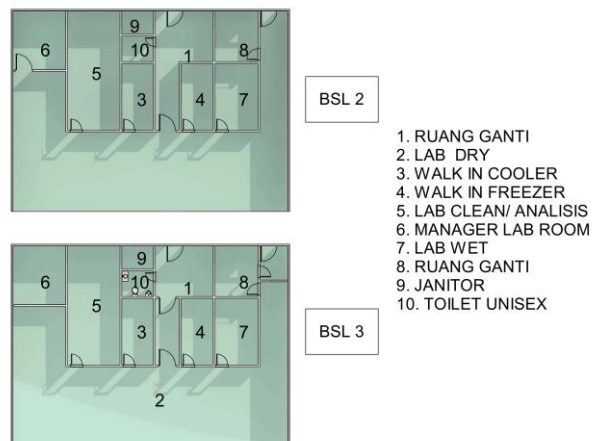 9
6
10
1
8
5
3
4
7
BSL 2
1. RUANG GANTI
2. LAB DRY
3. WALK IN COOLER
4. WALK IN FREEZER
5. LAB CLEAN/ ANALISIS
6. MANAGER LAB ROOM
7. LAB WET
8. RUANG GANTI
9. JANITOR
10. TOILET UNISEX
9
6
10
1
8
5
3
4
7
BSL 3
2